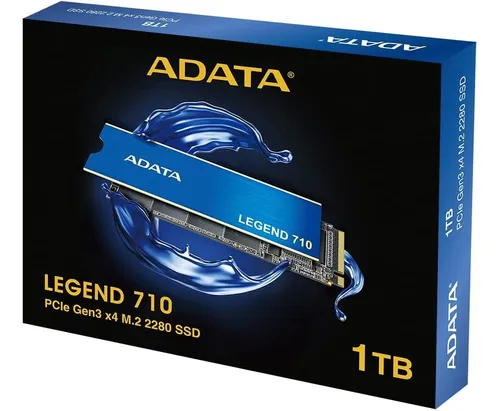 ADATA®
ADATA
LEGEND 710
LEGEND 710
PCIe Gen3 x4 M.2 2280 SSD
1TB
ADATA
1TB
PCIe Gen3 x4 M.2 2280 SSD